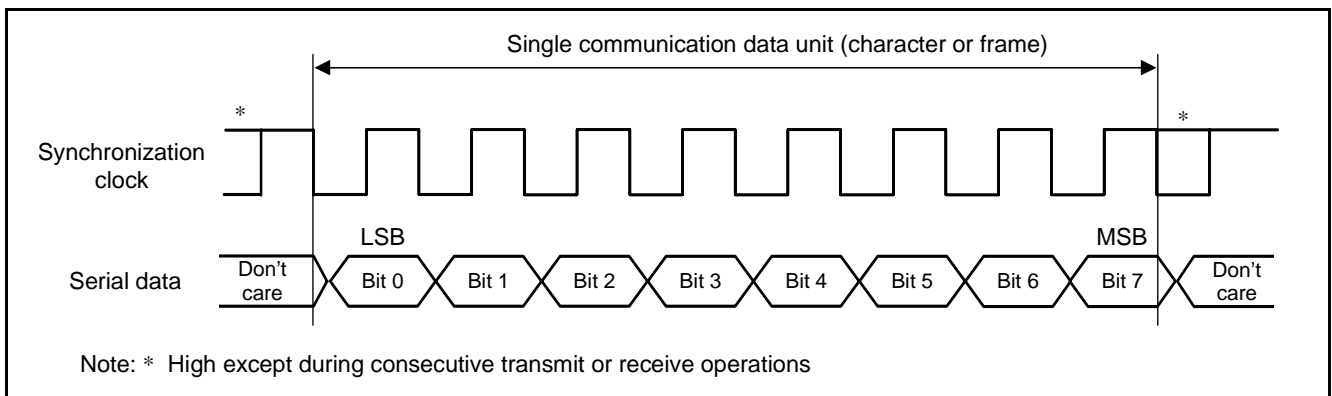 Single communication data unit (character or frame)
* *
Synchronization
clock
LSB MSB
Serial data Don't care Bit 0 Bit 1 Bit 2 Bit 3 Bit 4 Bit 5 Bit 6 Bit 7 Don't care
Note: * High except during consecutive transmit or receive operations